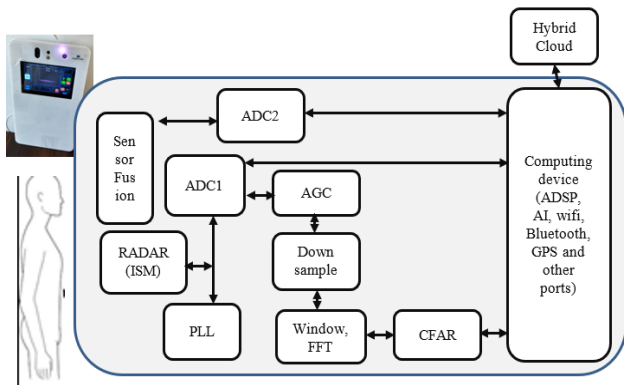 Hybrid
Cloud
ADC2
Sen
sor
Fus
ion
ADC1
AGC
Computing
device
(ADSP,
AI, wifi,
Bluetooth,
GPS and
other
ports)
RADAR
(ISM)
Down
sample
PLL
Window,
FFT
CFAR